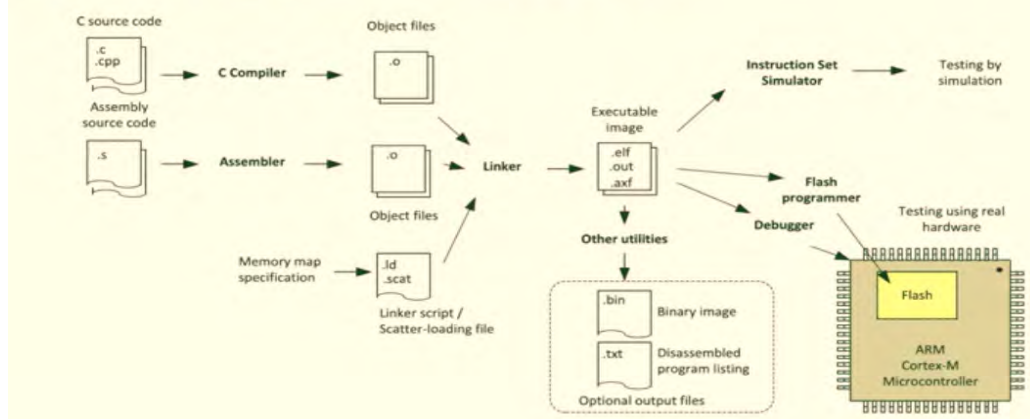 C source code
.c
.cpp
C Compiler
Object files
.o
Assembly
source code
.s
Assembler
.o
Object files
Linker
Memory map
specification
.ld
.scat
Linker script /
Scatter-loading file
Executable
image
.elf
.out
.axf
Instruction Set
Simulator
Testing by
simulation
Flash
programmer
Debugger
Testing using real
hardware
Other utilities
.bin
Binary image
.txt
Disassembled
program listing
Optional output files
Flash
ARM
Cortex-M
Microcontroller